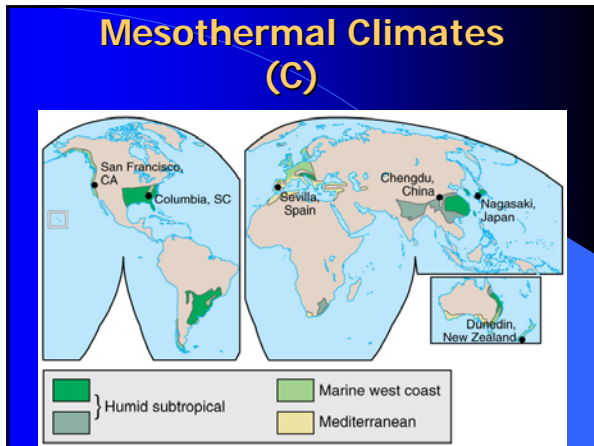 Mesothermal Climates
(C)
San Francisco,
CA
Columbia, SC
Sevilla,
Spain
Chengdu,
China
Nagasaki,
Japan
Dunedin,
New Zealand
Humid subtropical
Marine west coast
Mediterranean